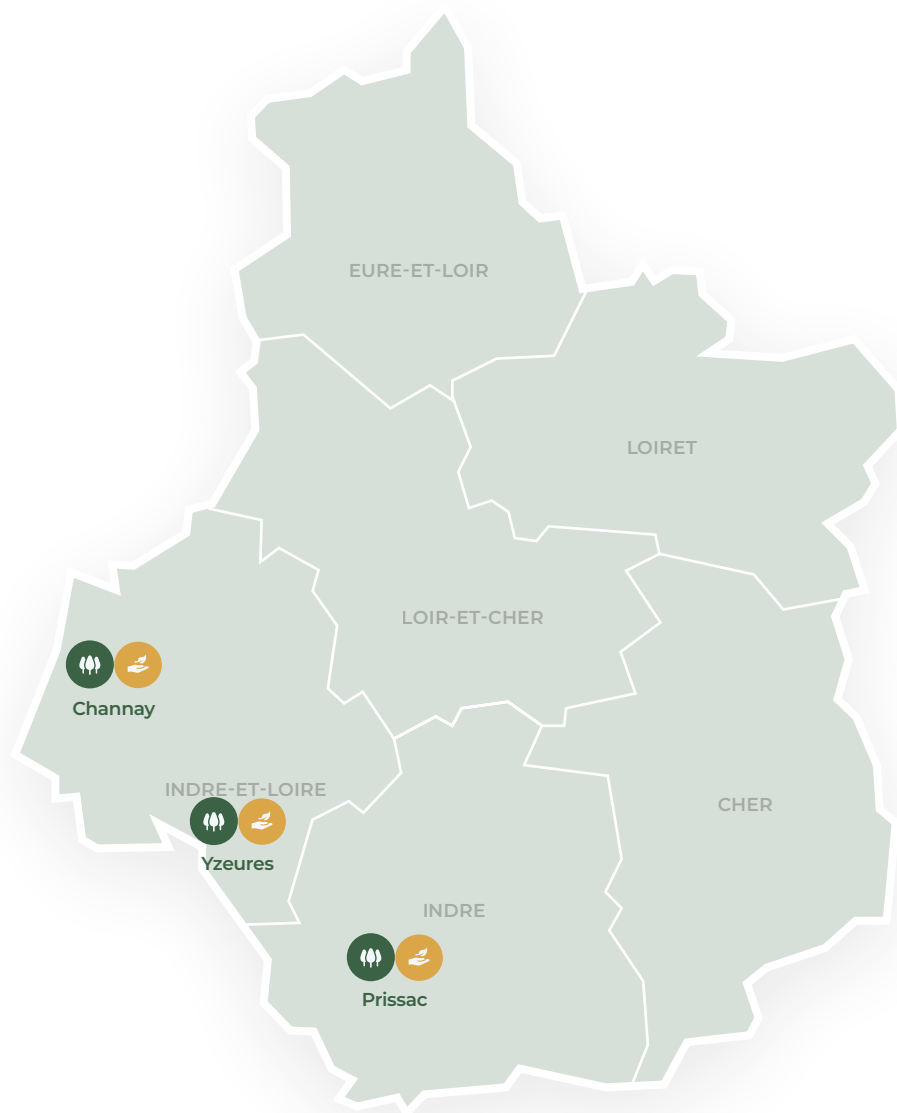 EURE-ET-LOIR
LOIRET
LOIR-ET-CHER
Channay
INDRE-ET-LOIRE
CHER
Yzeures
INDRE
Prissac